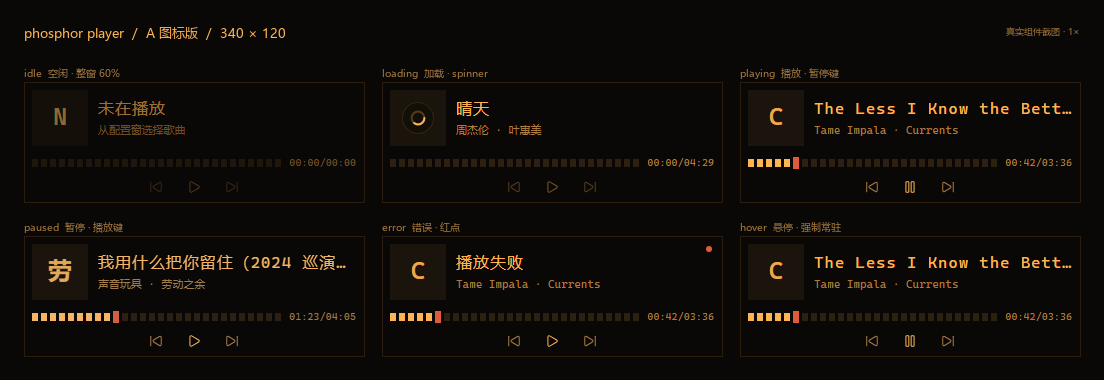 phosphor player / A 图标版 / 340 × 120
真实组件截图 · 1×
idle 空闲 · 整窗 60%
N
未在播放
从配置窗选择歌曲
00:00/00:00
loading 加载 · spinner
晴天
周杰伦 · 叶惠美
00:00/04:29
playing 播放 · 暂停键
C
The Less I Know the Bett…
Tame Impala · Currents
00:42/03:36
paused 暂停 · 播放键
劳
我用什么把你留住（2024 巡演…
声音玩具 · 劳动之余
01:23/04:05
error 错误 · 红点
C
播放失败
Tame Impala · Currents
00:42/03:36
hover 悬停 · 强制常驻
C
The Less I Know the Bett…
Tame Impala · Currents
00:42/03:36